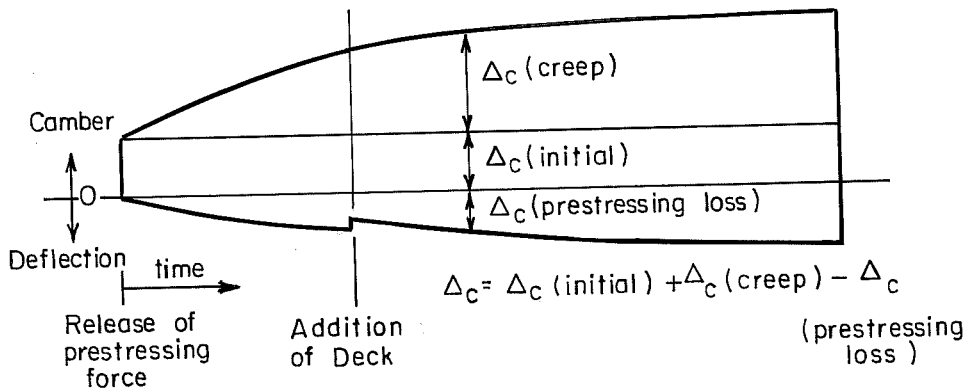 Δc (creep)
Camber
Δc (initial)
0
Δc (prestressing loss)
Deflection
time
Δc = Δc (initial) + Δc (creep) - Δc
(prestressing
loss )
Release of
prestressing
force
Addition
of Deck